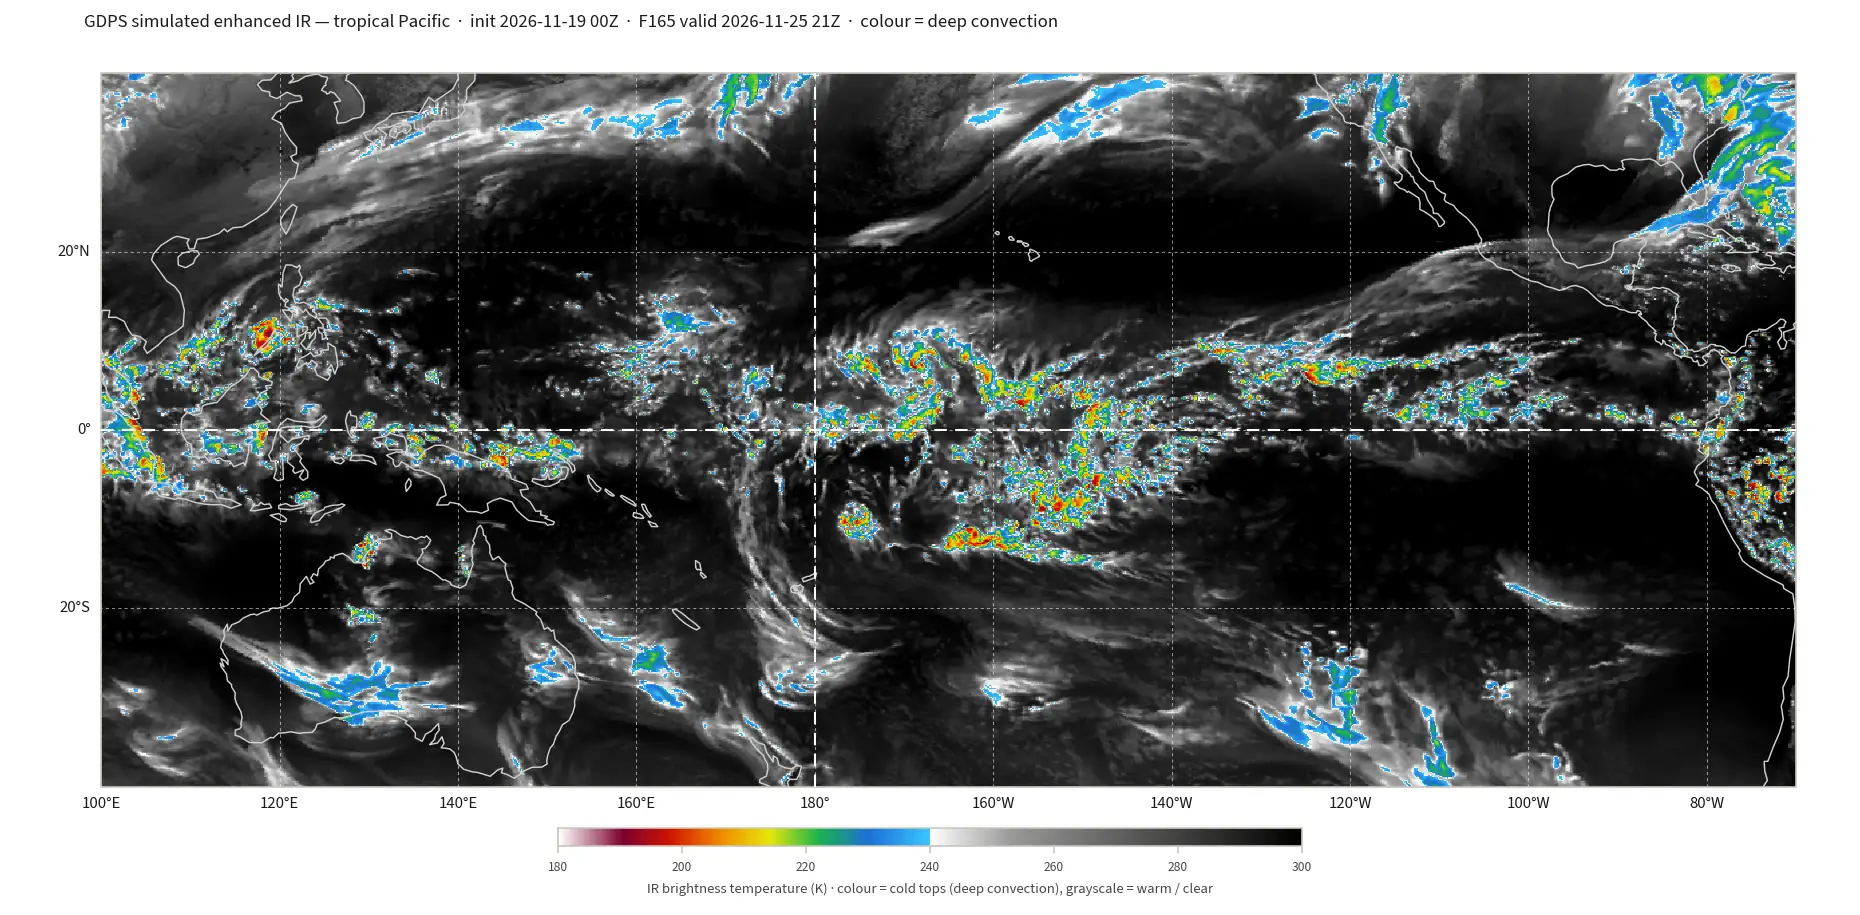 GDPS simulated enhanced IR — tropical Pacific · init 2026-11-19 00Z · F165 valid 2026-11-25 21Z · colour = deep convection
20°N
0°
20°S
100°E 120°E 140°E 160°E 180° 160°W 140°W 120°W 100°W 80°W
180 200 220 240 260 280 300
IR brightness temperature (K) · colour = cold tops (deep convection), grayscale = warm / clear